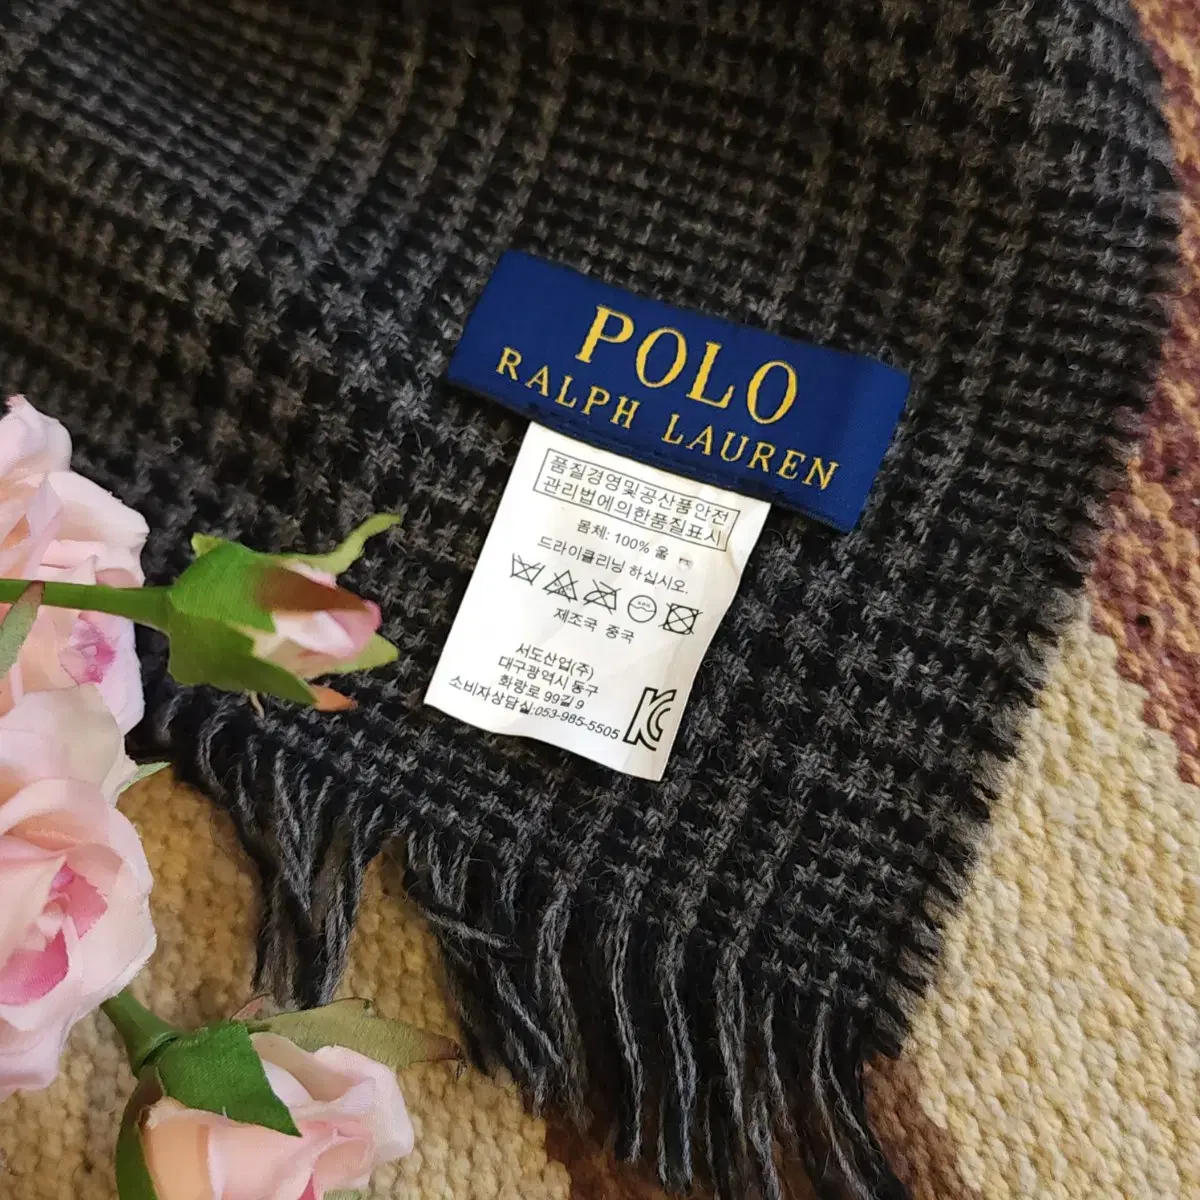 POLO
RALPH LAUREN
품질경영및공산품안전
관리법에의한품질표시
몸체: 100% 울
드라이클리닝 하십시오.
제조국 중국
서도산업(주)
대구광역시 동구
화랑로 99길 9
소비자상담실:053-985-5505